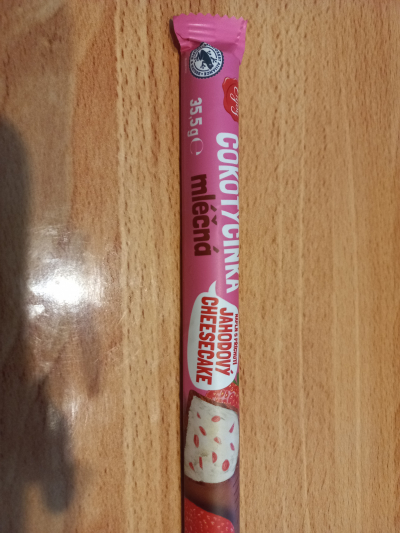 35,5g℮
ČOKOTYČINKA
mléčná
JAHODOVÝ
CHEESECAKE